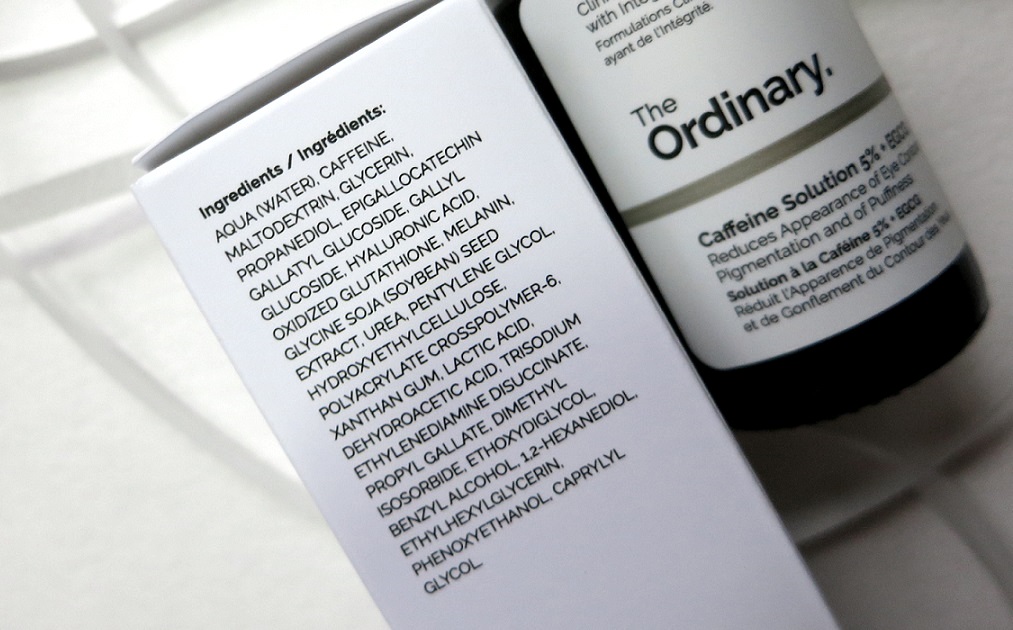 Ingredients / Ingrédients:
AQUA (WATER), CAFFEINE,
MALTODEXTRIN, GLYCERIN,
PROPANEDIOL, EPIGALLOCATECHIN
GALLATYL GLUCOSIDE, GALLYL
GLUCOSIDE, HYALURONIC ACID,
OXIDIZED GLUTATHIONE, MELANIN,
GLYCINE SOJA (SOYBEAN) SEED
EXTRACT, UREA, PENTYLENE GLYCOL,
HYDROXYETHYLCELLULOSE,
POLYACRYLATE CROSSPOLYMER-6,
XANTHAN GUM, LACTIC ACID,
DEHYDROACETIC ACID, TRISODIUM
ETHYLENEDIAMINE DISUCCINATE,
PROPYL GALLATE, DIMETHYL
ISOSORBIDE, ETHOXYDIGLYCOL,
BENZYL ALCOHOL, 1,2-HEXANEDIOL,
ETHYLHEXYLGLYCERIN,
PHENOXYETHANOL, CAPRYLYL
GLYCOL.
with
Formulations
ayant de l'Intégrité.
The
Ordinary.
Caffeine Solution 5% + EGCG
Reduces Appearance of Eye
Pigmentation and of Puffiness
Solution à la Caféine 5% + EGCG
Réduit l'Apparence de Pigmentation
et de Gonflement du Contour des